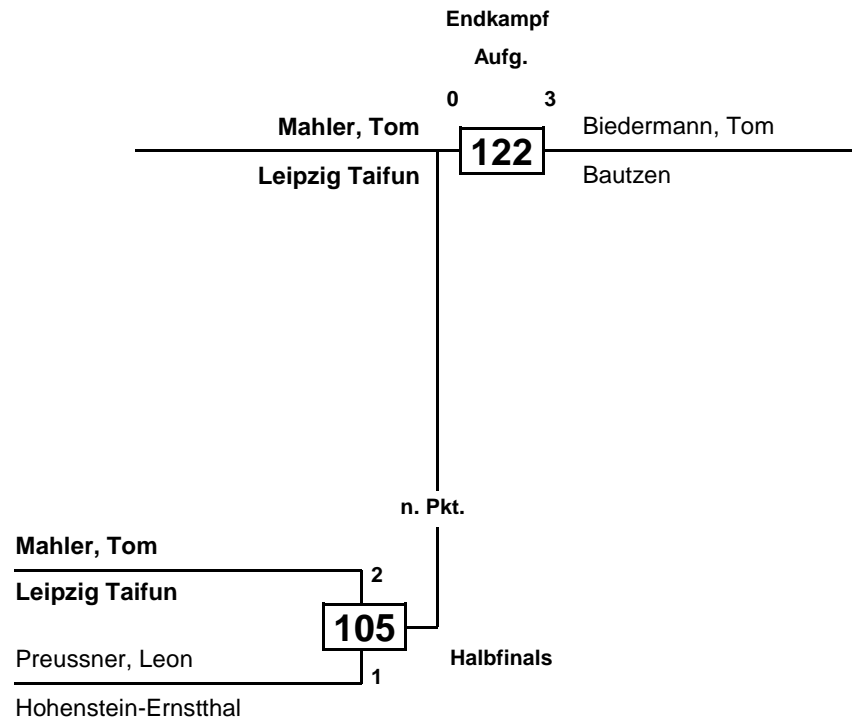 Endkampf
Aufg.
0 3
Mahler, Tom
122
Biedermann, Tom
Leipzig Taifun
Bautzen
n. Pkt.
Mahler, Tom
2
Leipzig Taifun
105
Preussner, Leon
Halbfinals
1
Hohenstein-Ernstthal